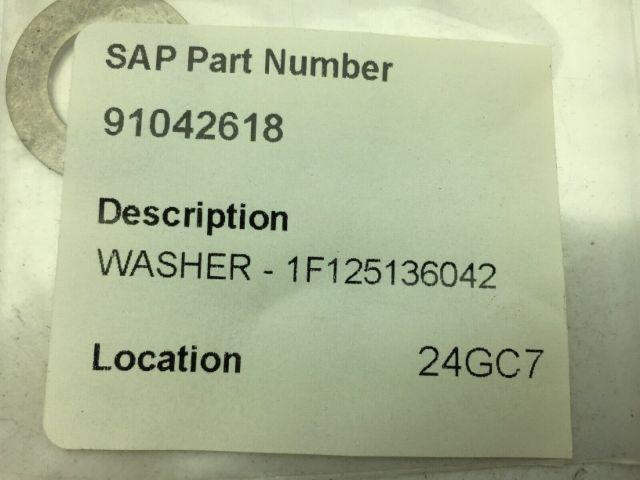 SAP Part Number
91042618
Description
WASHER - 1F125136042
Location 24GC7